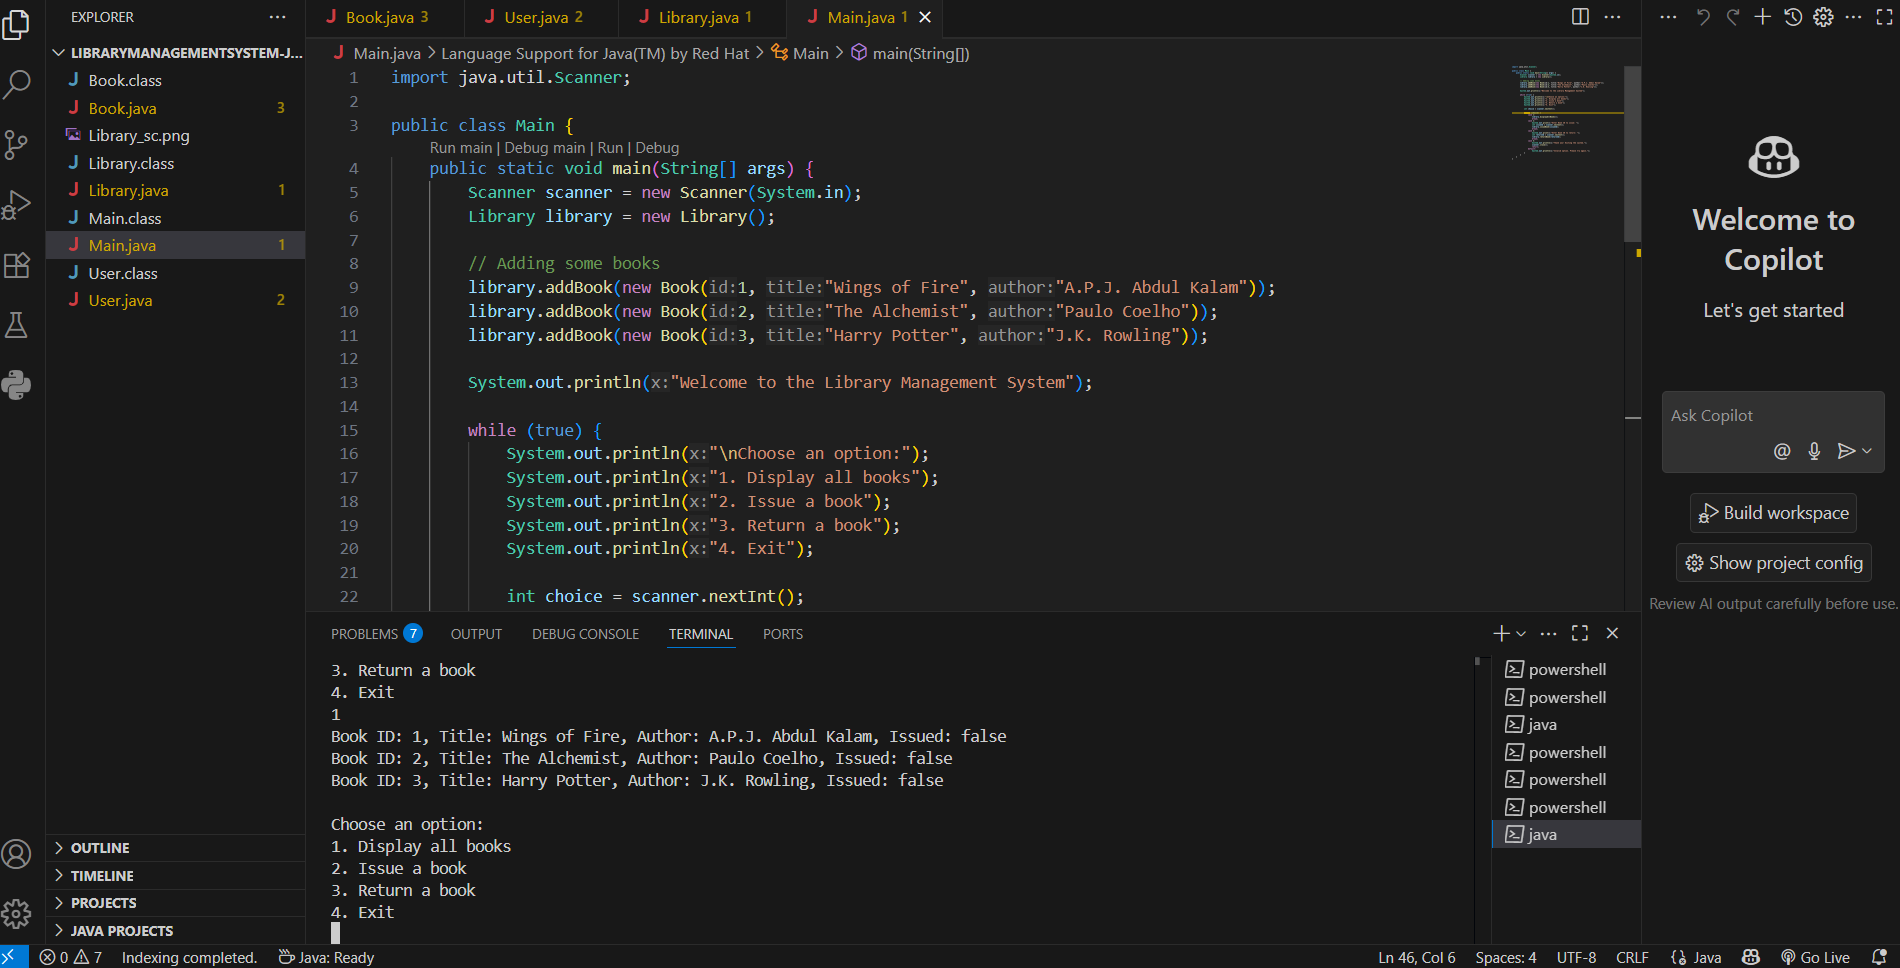 EXPLORER
LIBRARYMANAGEMENTSYSTEM-J...
Book.class
Book.java 3
Library_sc.png
Library.class
Library.java 1
Main.class
Main.java 1
User.class
User.java 2
OUTLINE
TIMELINE
PROJECTS
JAVA PROJECTS
Book.java 3 User.java 2 Library.java 1 Main.java 1
Main.java > Language Support for Java(TM) by Red Hat > Main > main(String[])
1 import java.util.Scanner;
2
3 public class Main {
Run main | Debug main | Run | Debug
4 public static void main(String[] args) {
5 Scanner scanner = new Scanner(System.in);
6 Library library = new Library();
7
8 // Adding some books
9 library.addBook(new Book(id:1, title:"Wings of Fire", author:"A.P.J. Abdul Kalam"));
10 library.addBook(new Book(id:2, title:"The Alchemist", author:"Paulo Coelho"));
11 library.addBook(new Book(id:3, title:"Harry Potter", author:"J.K. Rowling"));
12
13 System.out.println(x:"Welcome to the Library Management System");
14
15 while (true) {
16 System.out.println(x:"\nChoose an option:");
17 System.out.println(x:"1. Display all books");
18 System.out.println(x:"2. Issue a book");
19 System.out.println(x:"3. Return a book");
20 System.out.println(x:"4. Exit");
21
22 int choice = scanner.nextInt();
PROBLEMS 7 OUTPUT DEBUG CONSOLE TERMINAL PORTS
3. Return a book
4. Exit
1
Book ID: 1, Title: Wings of Fire, Author: A.P.J. Abdul Kalam, Issued: false
Book ID: 2, Title: The Alchemist, Author: Paulo Coelho, Issued: false
Book ID: 3, Title: Harry Potter, Author: J.K. Rowling, Issued: false

Choose an option:
1. Display all books
2. Issue a book
3. Return a book
4. Exit
powershell
powershell
java
powershell
powershell
powershell
java
Welcome to
Copilot
Let's get started
Ask Copilot
Build workspace
Show project config
Review AI output carefully before use.
0 7 Indexing completed. Java: Ready Ln 46, Col 6 Spaces: 4 UTF-8 CRLF {} Java Go Live